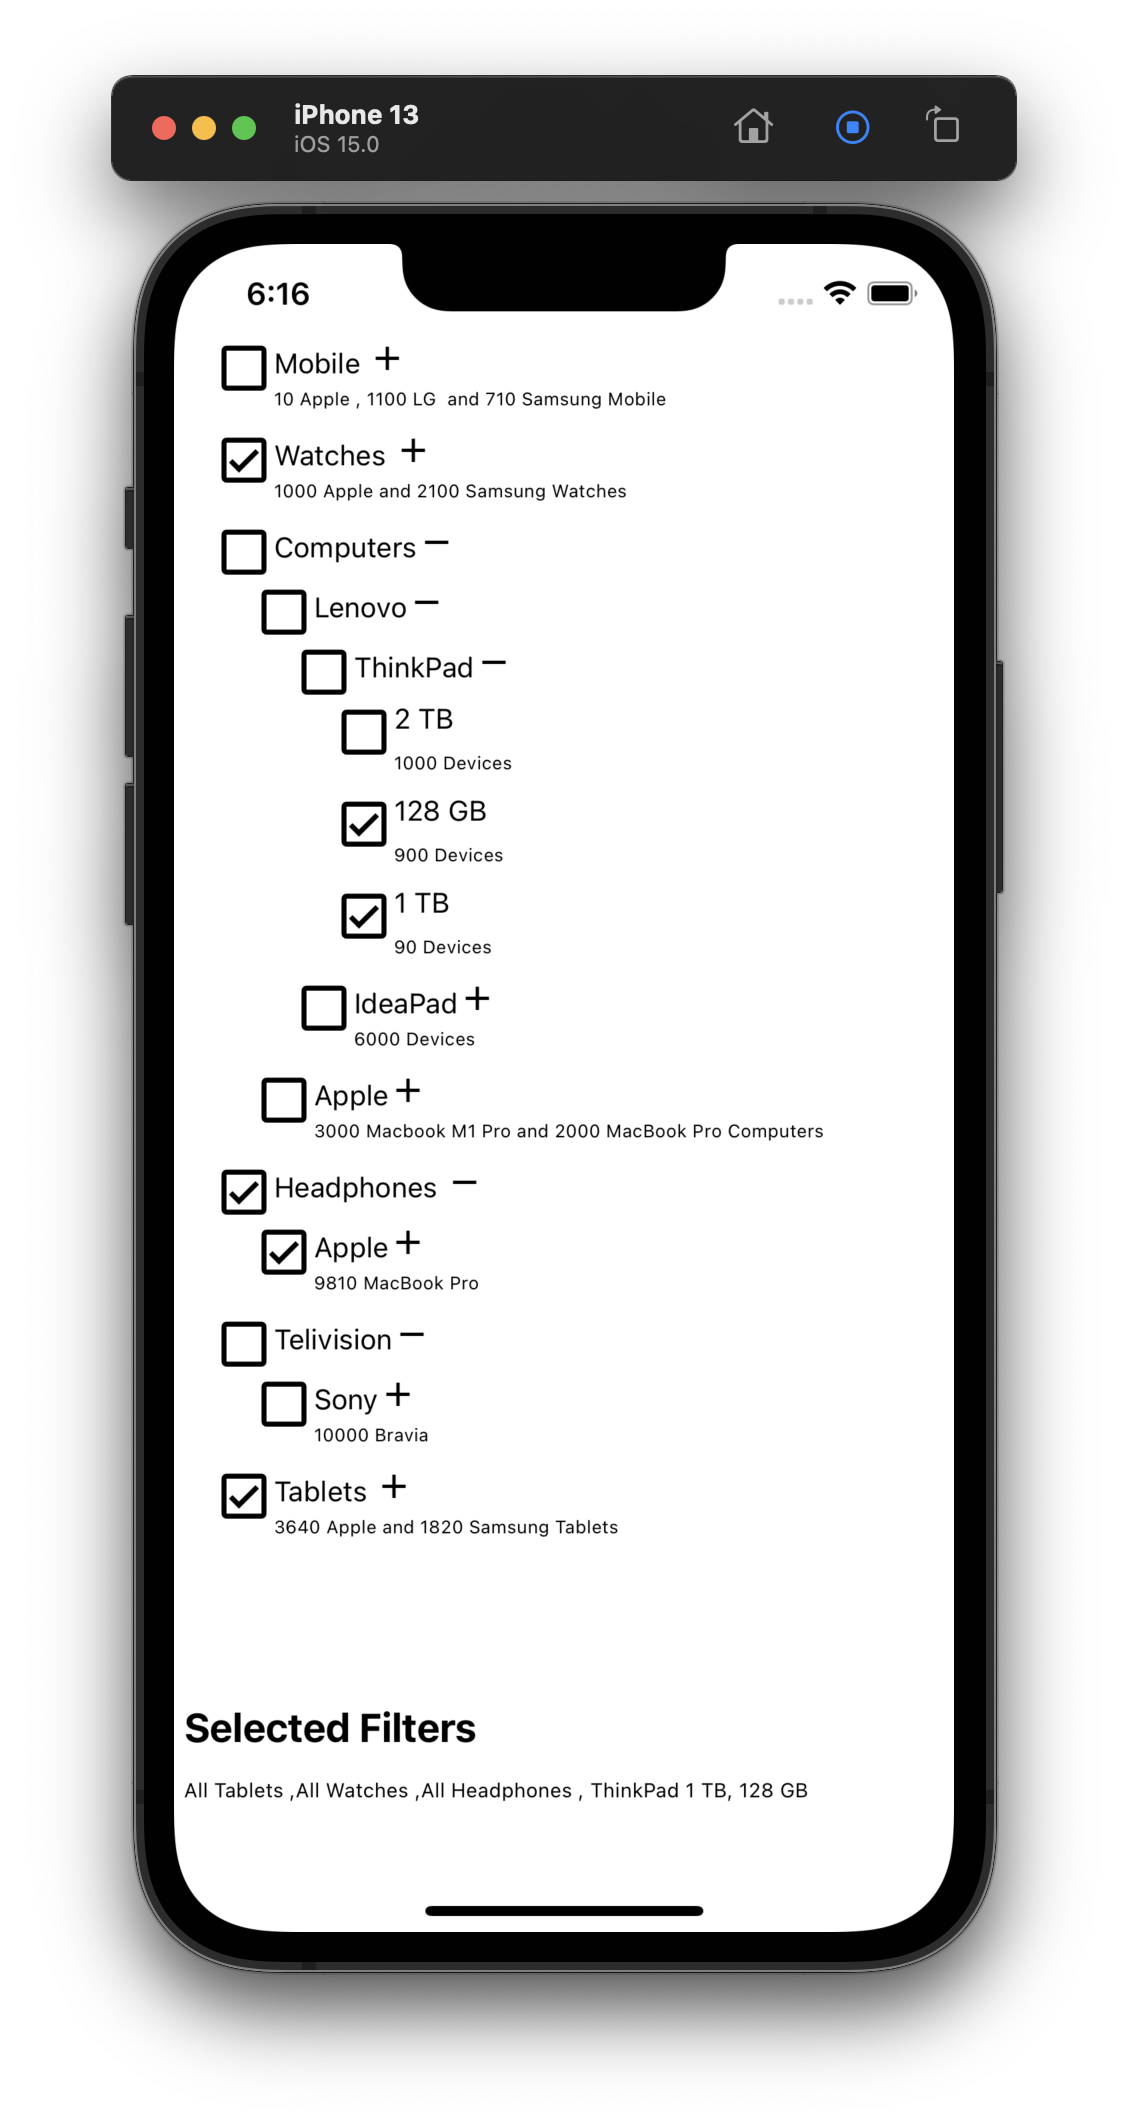 iPhone 13
iOS 15.0
6:16
Mobile +
10 Apple , 1100 LG  and 710 Samsung Mobile
Watches +
1000 Apple and 2100 Samsung Watches
Computers −
Lenovo −
ThinkPad −
2 TB
1000 Devices
128 GB
900 Devices
1 TB
90 Devices
IdeaPad +
6000 Devices
Apple +
3000 Macbook M1 Pro and 2000 MacBook Pro Computers
Headphones −
Apple +
9810 MacBook Pro
Telivision −
Sony +
10000 Bravia
Tablets +
3640 Apple and 1820 Samsung Tablets
Selected Filters
All Tablets ,All Watches ,All Headphones , ThinkPad 1 TB, 128 GB